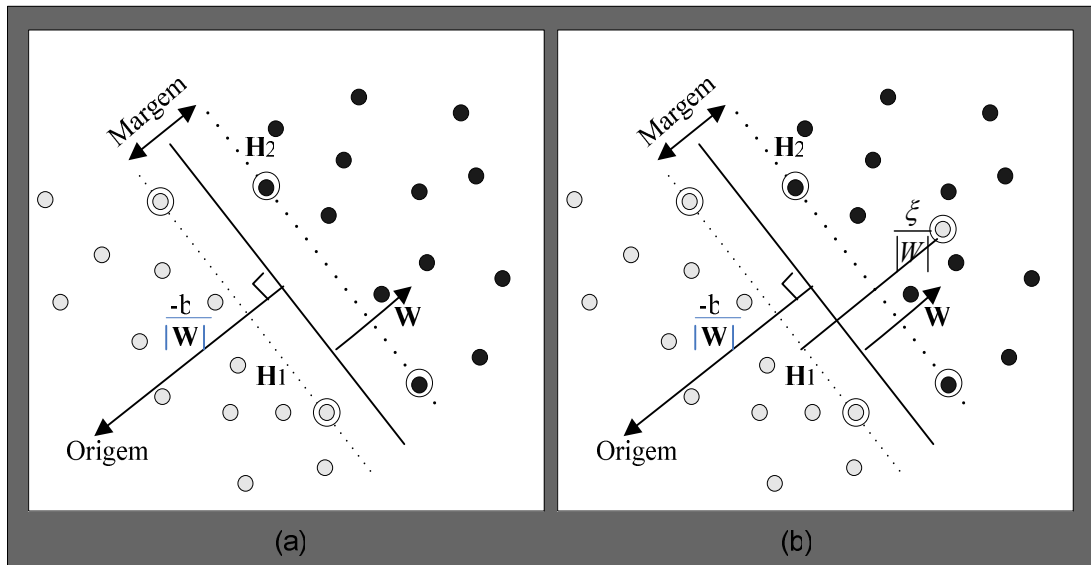 Margem
H2
-b
|W|
W
H1
Origem
(a)
Margem
H2
ξ
|W|
-b
|W|
W
H1
Origem
(b)